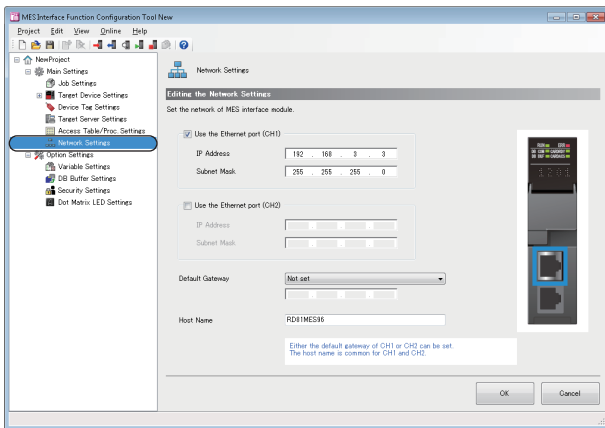 MES Interface Function Configuration Tool New
Project Edit View Online Help
NewProject
Main Settings
Job Settings
Target Device Settings
Device Tag Settings
Target Server Settings
Access Table/Proc. Settings
Network Settings
Option Settings
Variable Settings
DB Buffer Settings
Security Settings
Dot Matrix LED Settings
Network Settings
Editing the Network Settings
Set the network of MES interface module.
Use the Ethernet port (CH1)
IP Address 192 . 168 . 3 . 3
Subnet Mask 255 . 255 . 255 . 0
Use the Ethernet port (CH2)
IP Address
Subnet Mask
Default Gateway Not set
Host Name RD81MES96
Either the default gateway of CH1 or CH2 can be set.
The host name is common for CH1 and CH2.
OK Cancel